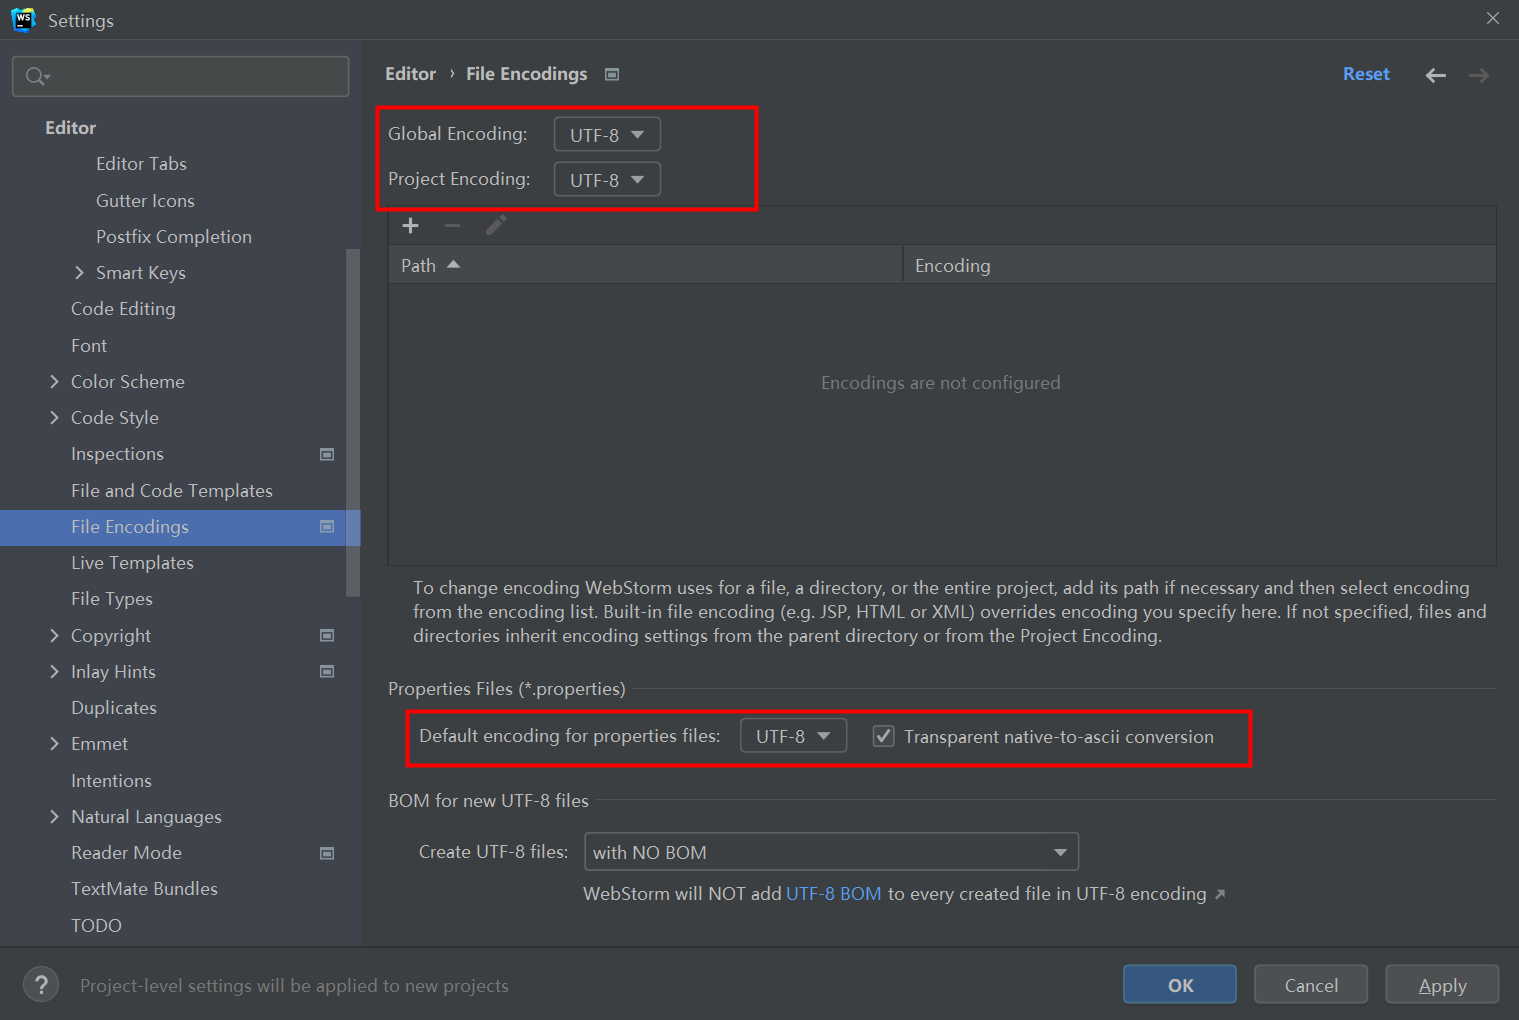 WS
Settings
Editor
Editor Tabs
Gutter Icons
Postfix Completion
Smart Keys
Code Editing
Font
Color Scheme
Code Style
Inspections
File and Code Templates
File Encodings
Live Templates
File Types
Copyright
Inlay Hints
Duplicates
Emmet
Intentions
Natural Languages
Reader Mode
TextMate Bundles
TODO
Editor › File Encodings
Reset
Global Encoding: UTF-8
Project Encoding: UTF-8
Path Encoding
Encodings are not configured
To change encoding WebStorm uses for a file, a directory, or the entire project, add its path if necessary and then select encoding
from the encoding list. Built-in file encoding (e.g. JSP, HTML or XML) overrides encoding you specify here. If not specified, files and
directories inherit encoding settings from the parent directory or from the Project Encoding.
Properties Files (*.properties)
Default encoding for properties files: UTF-8 Transparent native-to-ascii conversion
BOM for new UTF-8 files
Create UTF-8 files: with NO BOM
WebStorm will NOT add UTF-8 BOM to every created file in UTF-8 encoding
? Project-level settings will be applied to new projects
OK Cancel Apply